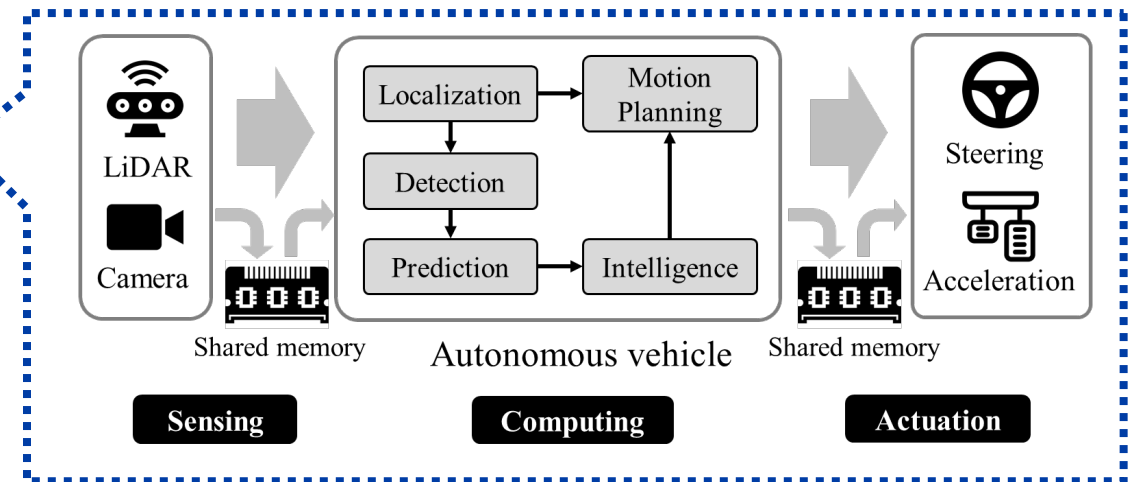 LiDAR
Camera
Shared memory
Localization
Detection
Prediction
Motion
Planning
Intelligence
Autonomous vehicle
Shared memory
Steering
Acceleration
Sensing
Computing
Actuation